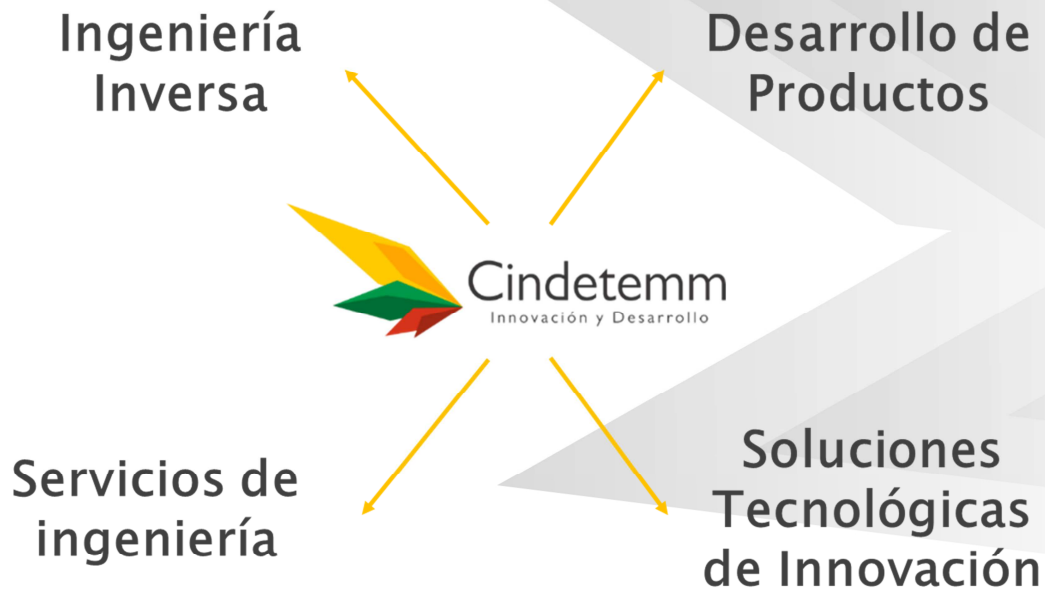 Ingeniería
Inversa
Desarrollo de
Productos
Cindetemm
Innovación y Desarrollo
Servicios de
ingeniería
Soluciones
Tecnológicas
de Innovación